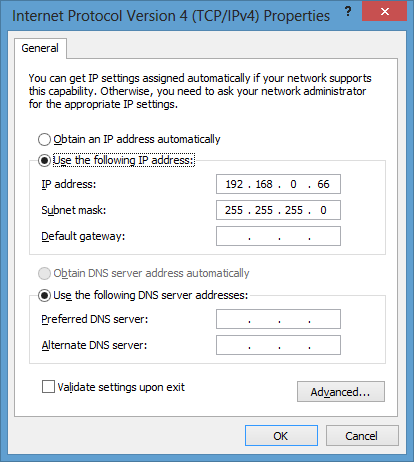 Internet Protocol Version 4 (TCP/IPv4) Properties ?
General
You can get IP settings assigned automatically if your network supports
this capability. Otherwise, you need to ask your network administrator
for the appropriate IP settings.
Obtain an IP address automatically
Use the following IP address:
IP address: 192 . 168 . 0 . 66
Subnet mask: 255 . 255 . 255 . 0
Default gateway: . . .
Obtain DNS server address automatically
Use the following DNS server addresses:
Preferred DNS server: . . .
Alternate DNS server: . . .
Validate settings upon exit
Advanced...
OK Cancel